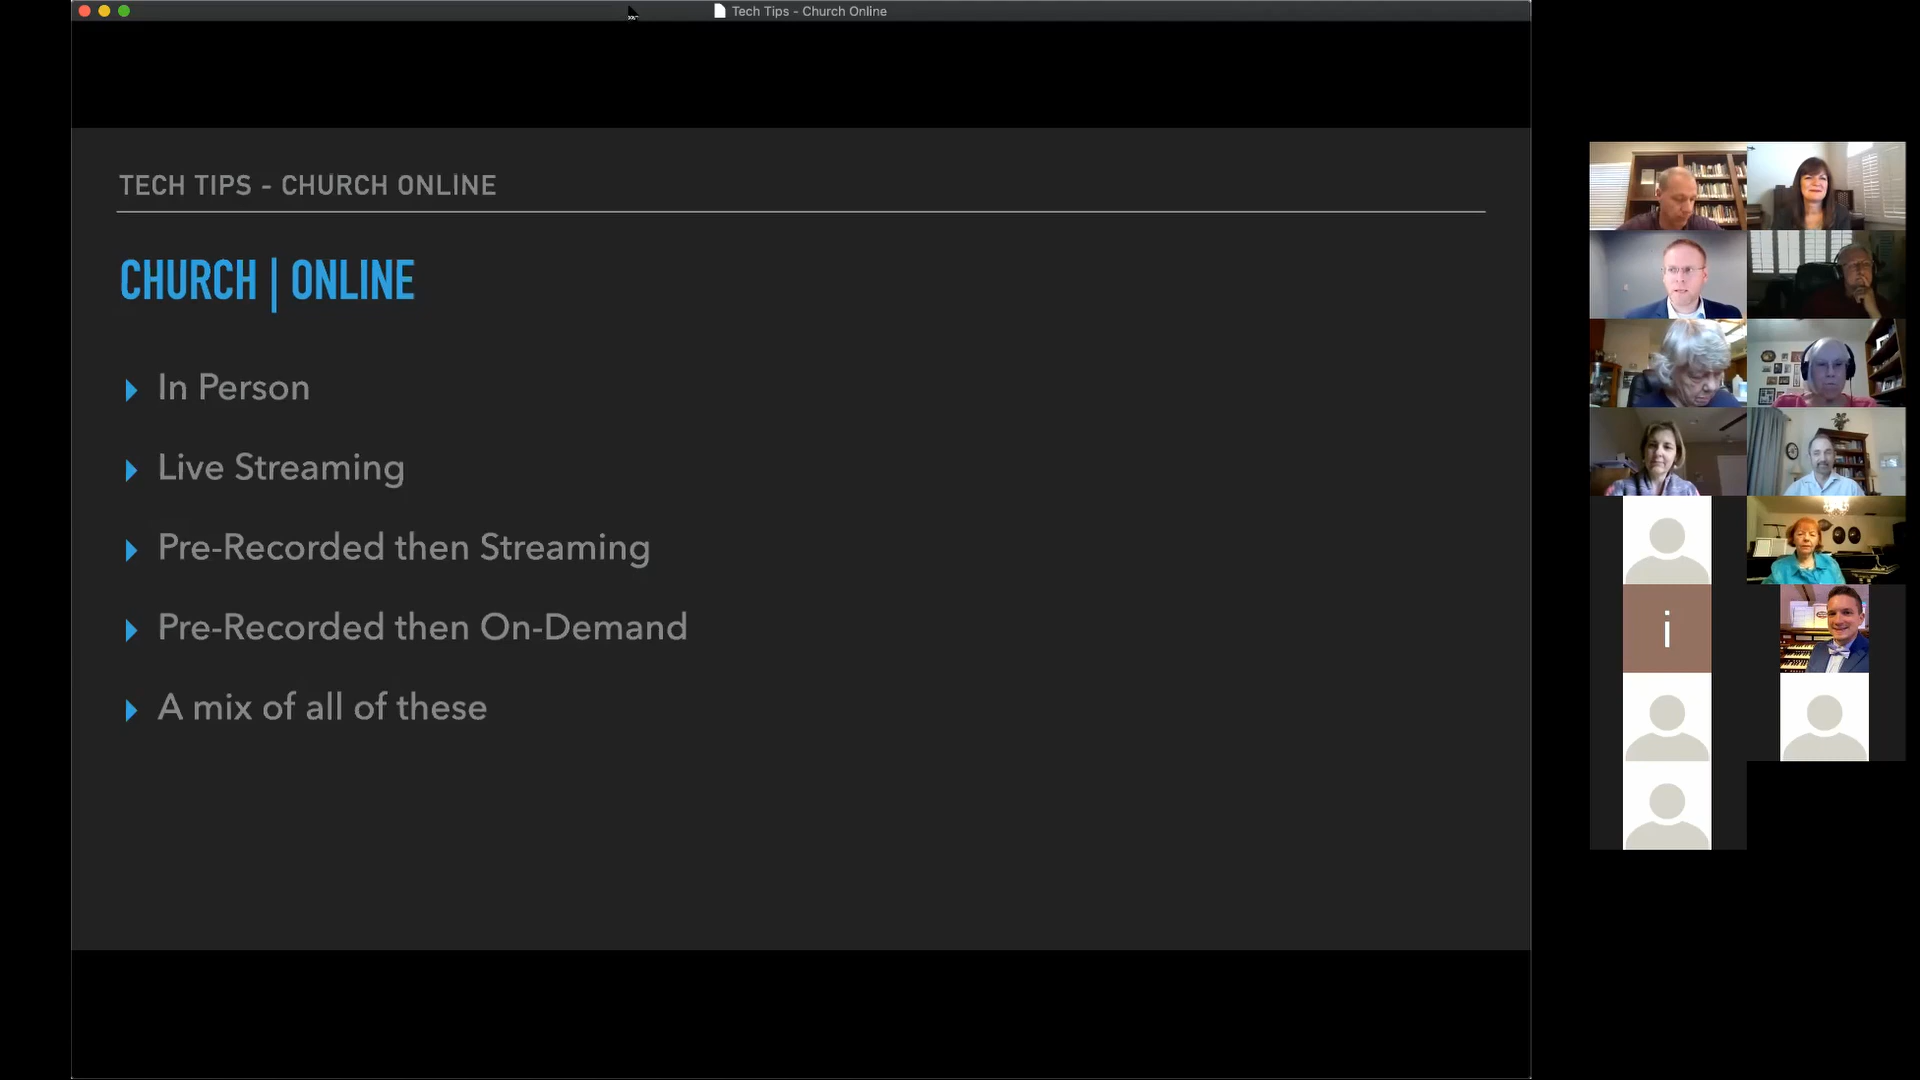 Tech Tips - Church Online
TECH TIPS - CHURCH ONLINE
CHURCH | ONLINE
In Person
Live Streaming
Pre-Recorded then Streaming
Pre-Recorded then On-Demand
A mix of all of these
i